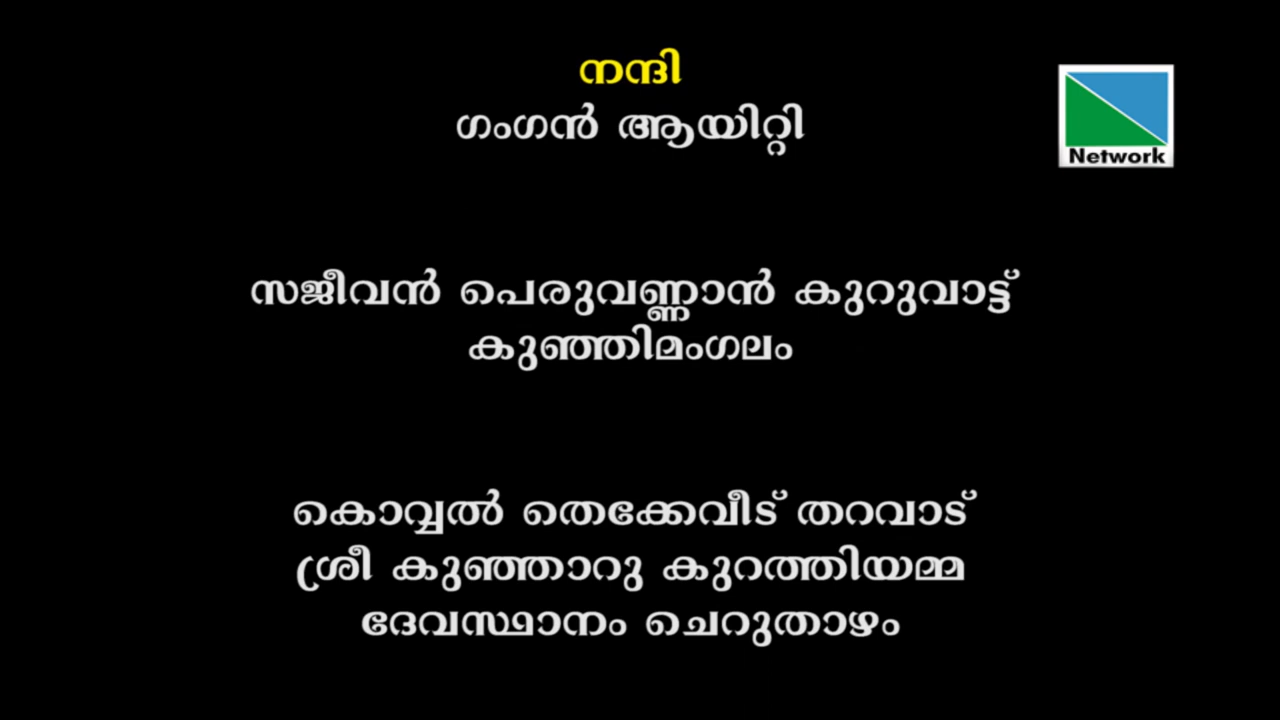 നന്ദി
ഗംഗൻ ആയിറ്റി
Network
സജീവൻ പെരുവണ്ണാൻ കുറുവാട്ട്
കുഞ്ഞിമംഗലം
കൊവ്വൽ തെക്കേവീട് തറവാട്
ശ്രീ കുഞ്ഞാറു കുറത്തിയമ്മ
ദേവസ്ഥാനം ചെറുതാഴം